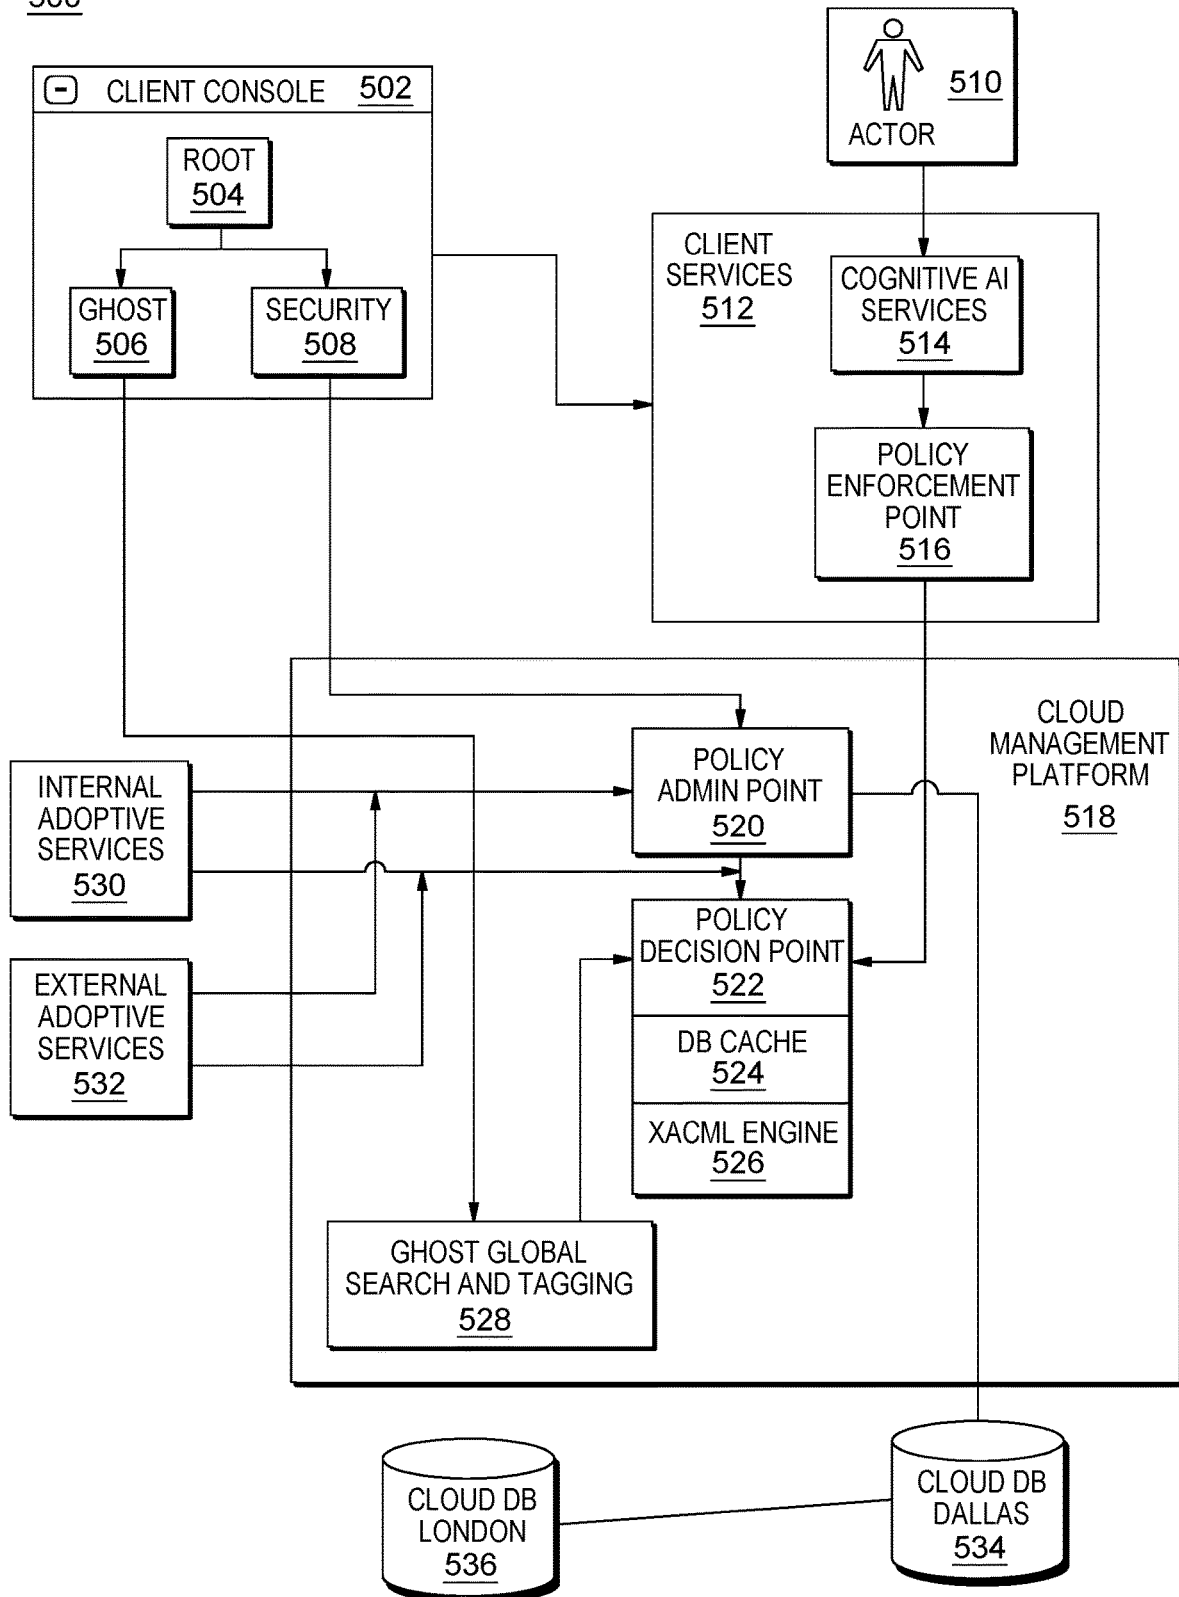 500
CLIENT CONSOLE 502
ROOT
504
GHOST
506
SECURITY
508
510
ACTOR
CLIENT
SERVICES
512
COGNITIVE AI
SERVICES
514
POLICY
ENFORCEMENT
POINT
516
CLOUD
MANAGEMENT
PLATFORM
518
POLICY
ADMIN POINT
520
INTERNAL
ADOPTIVE
SERVICES
530
POLICY
DECISION POINT
522
EXTERNAL
ADOPTIVE
SERVICES
532
DB CACHE
524
XACML ENGINE
526
GHOST GLOBAL
SEARCH AND TAGGING
528
CLOUD DB
LONDON
536
CLOUD DB
DALLAS
534